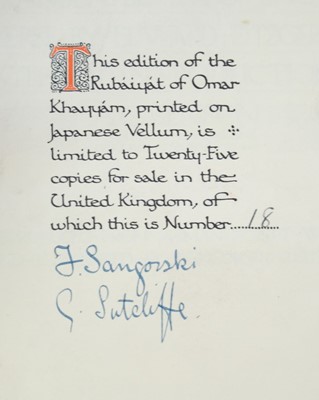 This edition of the
Rubáiyát of Omar
Khayyám, printed on
Japanese Vellum, is
limited to Twenty-Five
copies for sale in the
United Kingdom, of
which this is Number....18........
F. Sangorski
G. Sutcliffe.